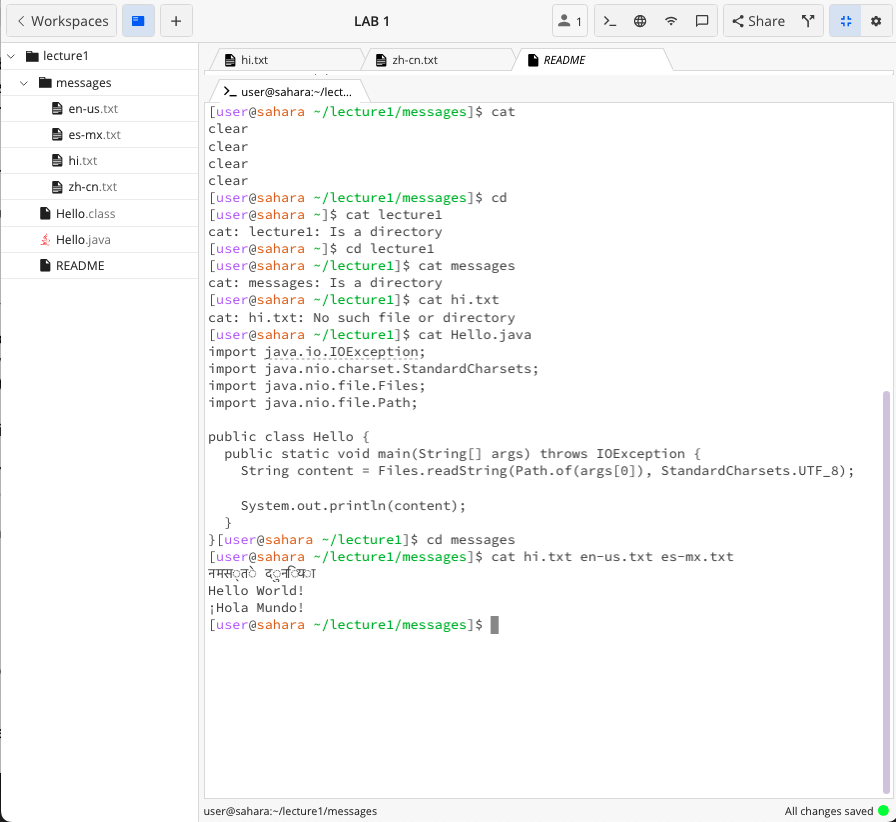 Workspaces
LAB 1
1
Share
lecture1
messages
en-us.txt
es-mx.txt
hi.txt
zh-cn.txt
Hello.class
Hello.java
README
hi.txt
zh-cn.txt
README
user@sahara:~/lect...
[user@sahara ~/lecture1/messages]$ cat
clear
clear
clear
clear
[user@sahara ~/lecture1/messages]$ cd
[user@sahara ~]$ cat lecture1
cat: lecture1: Is a directory
[user@sahara ~]$ cd lecture1
[user@sahara ~/lecture1]$ cat messages
cat: messages: Is a directory
[user@sahara ~/lecture1]$ cat hi.txt
cat: hi.txt: No such file or directory
[user@sahara ~/lecture1]$ cat Hello.java
import java.io.IOException;
import java.nio.charset.StandardCharsets;
import java.nio.file.Files;
import java.nio.file.Path;
public class Hello {
public static void main(String[] args) throws IOException {
String content = Files.readString(Path.of(args[0]), StandardCharsets.UTF_8);
System.out.println(content);
}
}[user@sahara ~/lecture1]$ cd messages
[user@sahara ~/lecture1/messages]$ cat hi.txt en-us.txt es-mx.txt
नमस्ते दुनिया
Hello World!
¡Hola Mundo!
[user@sahara ~/lecture1/messages]$
user@sahara:~/lecture1/messages
All changes saved